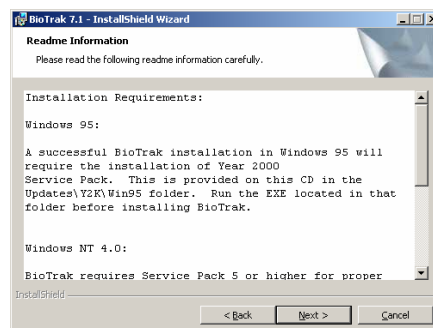 BioTrak 7.1 - InstallShield Wizard
Readme Information
Please read the following readme information carefully.
Installation Requirements:
Windows 95:
A successful BioTrak installation in Windows 95 will
require the installation of Year 2000
Service Pack.  This is provided on this CD in the
Updates\Y2K\Win95 folder.  Run the EXE located in that
folder before installing BioTrak.
Windows NT 4.0:
BioTrak requires Service Pack 5 or higher for proper
InstallShield
< Back
Next >
Cancel